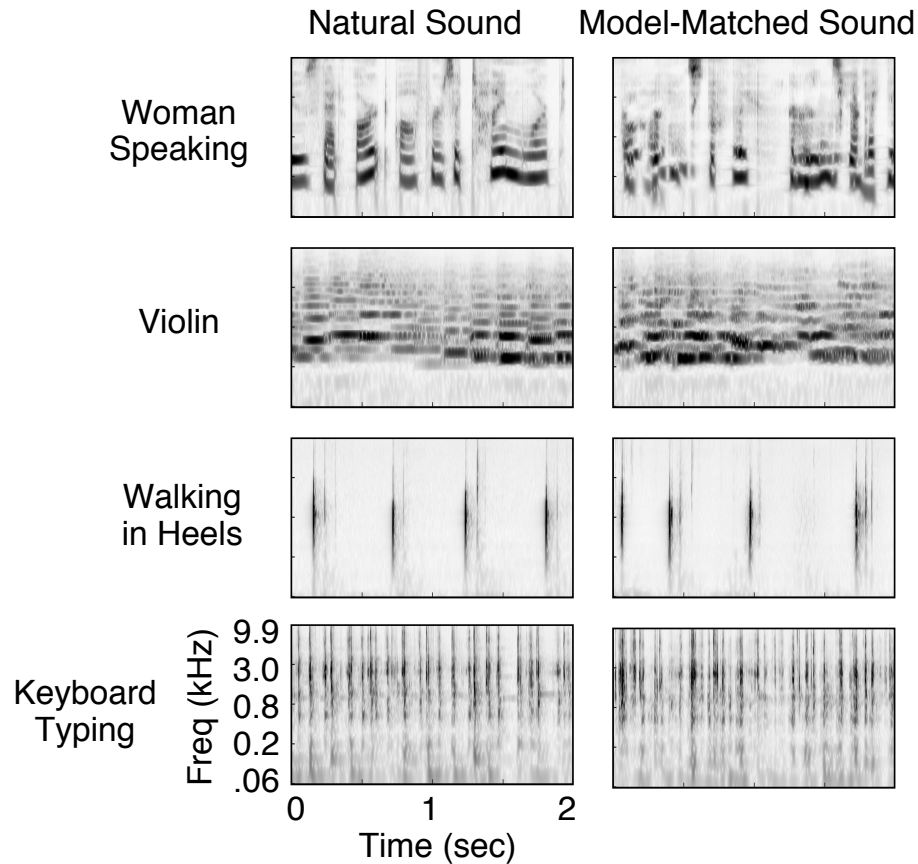 Natural Sound
Model-Matched Sound
Woman
Speaking
Violin
Walking
in Heels
Keyboard
Typing
Freq (kHz)
9.9
3.0
0.8
0.2
.06
0
1
2
Time (sec)